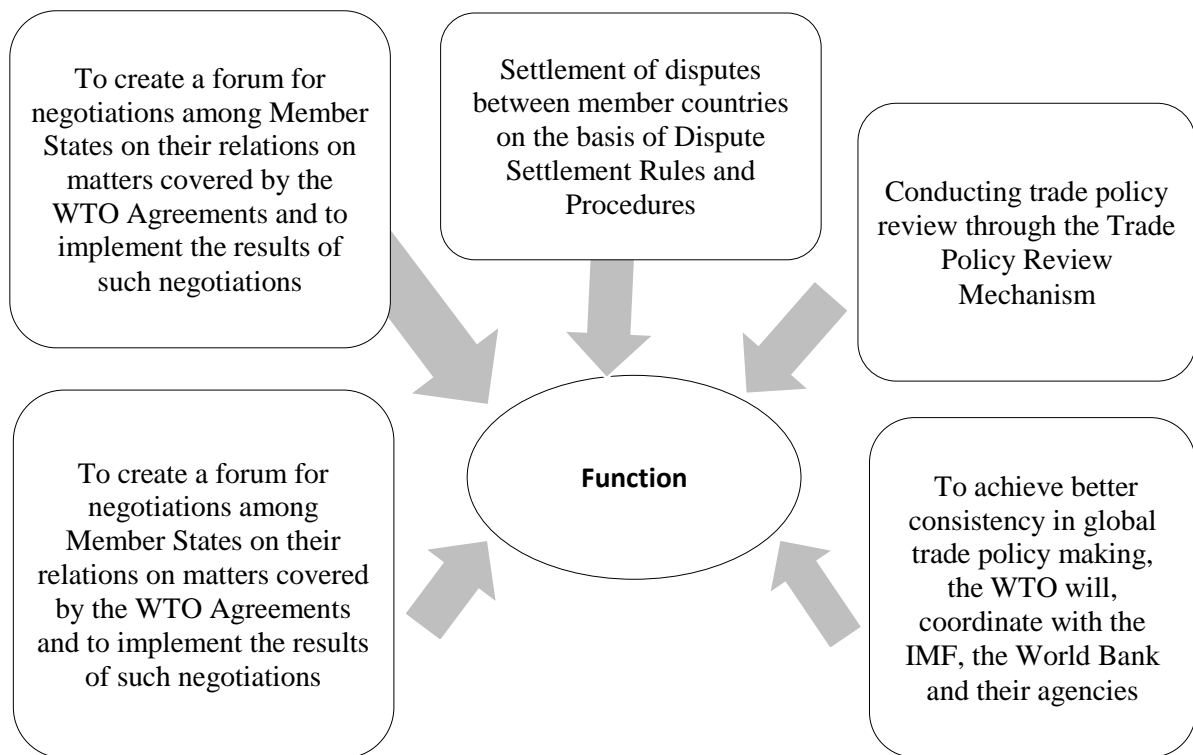 To create a forum for
negotiations among Member
States on their relations on
matters covered by the
WTO Agreements and to
implement the results of
such negotiations
Settlement of disputes
between member countries
on the basis of Dispute
Settlement Rules and
Procedures
Conducting trade policy
review through the Trade
Policy Review
Mechanism
To create a forum for
negotiations among
Member States on their
relations on matters covered
by the WTO Agreements
and to implement the results
of such negotiations
Function
To achieve better
consistency in global
trade policy making,
the WTO will,
coordinate with the
IMF, the World Bank
and their agencies